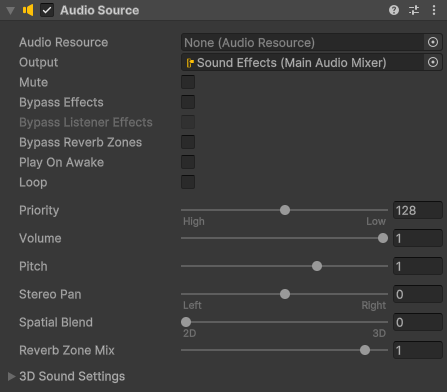 Audio Source
Audio Resource None (Audio Resource)
Output Sound Effects (Main Audio Mixer)
Mute
Bypass Effects
Bypass Listener Effects
Bypass Reverb Zones
Play On Awake
Loop
Priority 128
High Low
Volume 1
Pitch 1
Stereo Pan 0
Left Right
Spatial Blend 0
2D 3D
Reverb Zone Mix 1
3D Sound Settings